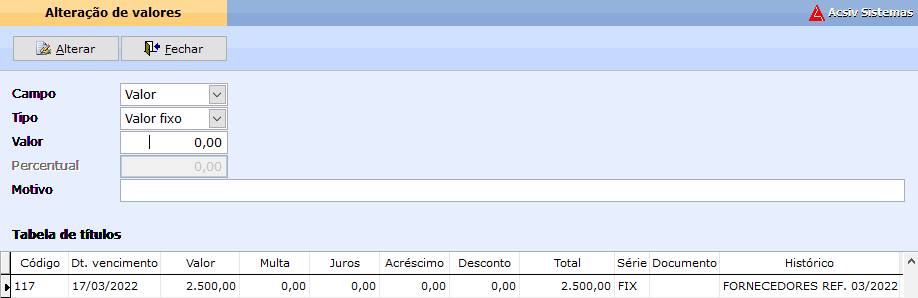 Alteração de valores
Acsiv Sistemas
Alterar Fechar
Campo Valor
Tipo Valor fixo
Valor 0,00
Percentual 0,00
Motivo
Tabela de títulos
Código Dt. vencimento Valor Multa Juros Acréscimo Desconto Total Série Documento Histórico
117 17/03/2022 2.500,00 0,00 0,00 0,00 0,00 2.500,00 FIX FORNECEDORES REF. 03/2022